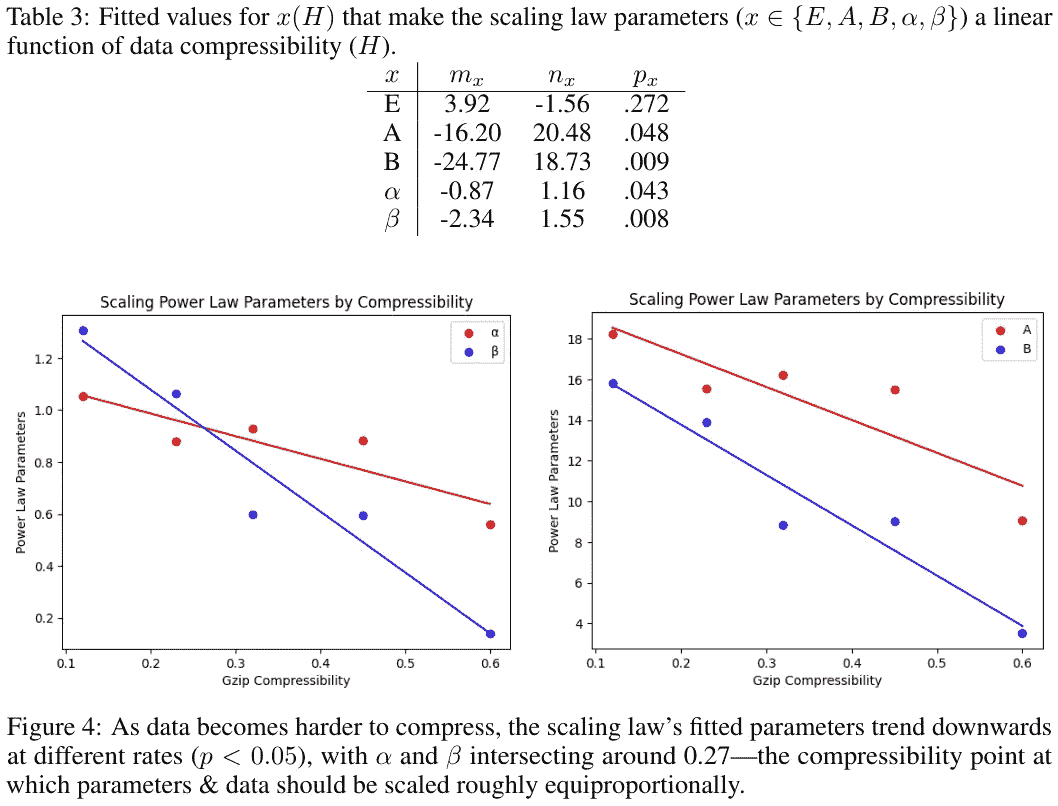 Table 3: Fitted values for x(H) that make the scaling law parameters (x ∈ {E, A, B, α, β}) a linear
function of data compressibility (H).
x m_x n_x p_x
E 3.92 -1.56 .272
A -16.20 20.48 .048
B -24.77 18.73 .009
α -0.87 1.16 .043
β -2.34 1.55 .008
Scaling Power Law Parameters by Compressibility
α
β
1.2
1.0
0.8
0.6
0.4
0.2
Power Law Parameters
0.1 0.2 0.3 0.4 0.5 0.6
Gzip Compressibility
Scaling Power Law Parameters by Compressibility
A
B
18
16
14
12
10
8
6
4
Power Law Parameters
0.1 0.2 0.3 0.4 0.5 0.6
Gzip Compressibility
Figure 4: As data becomes harder to compress, the scaling law's fitted parameters trend downwards
at different rates (p < 0.05), with α and β intersecting around 0.27—the compressibility point at
which parameters & data should be scaled roughly equiproportionally.